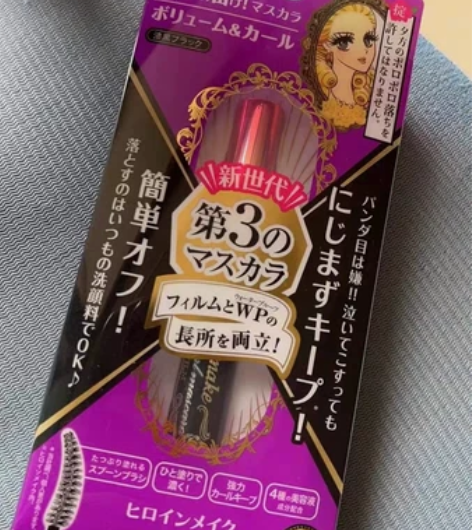 け!マスカラ
ボリューム&カール
漆黒ブラック
掟
夕方のポロポロ落ちを
許してはなりません。
新世代
第3の
マスカラ
フィルムとWPの
ウォータープルーフ
長所を両立!
パンダ目は嫌!!泣いてこすっても
にじまずキープ!
簡単オフ!
落とすのはいつもの洗顔料でOK♪
make
たっぷり塗れる
スプーンブラシ
ひと塗りで
濃く!
強力
カールキープ
4種の美容液
成分配合
ヒロインメイク